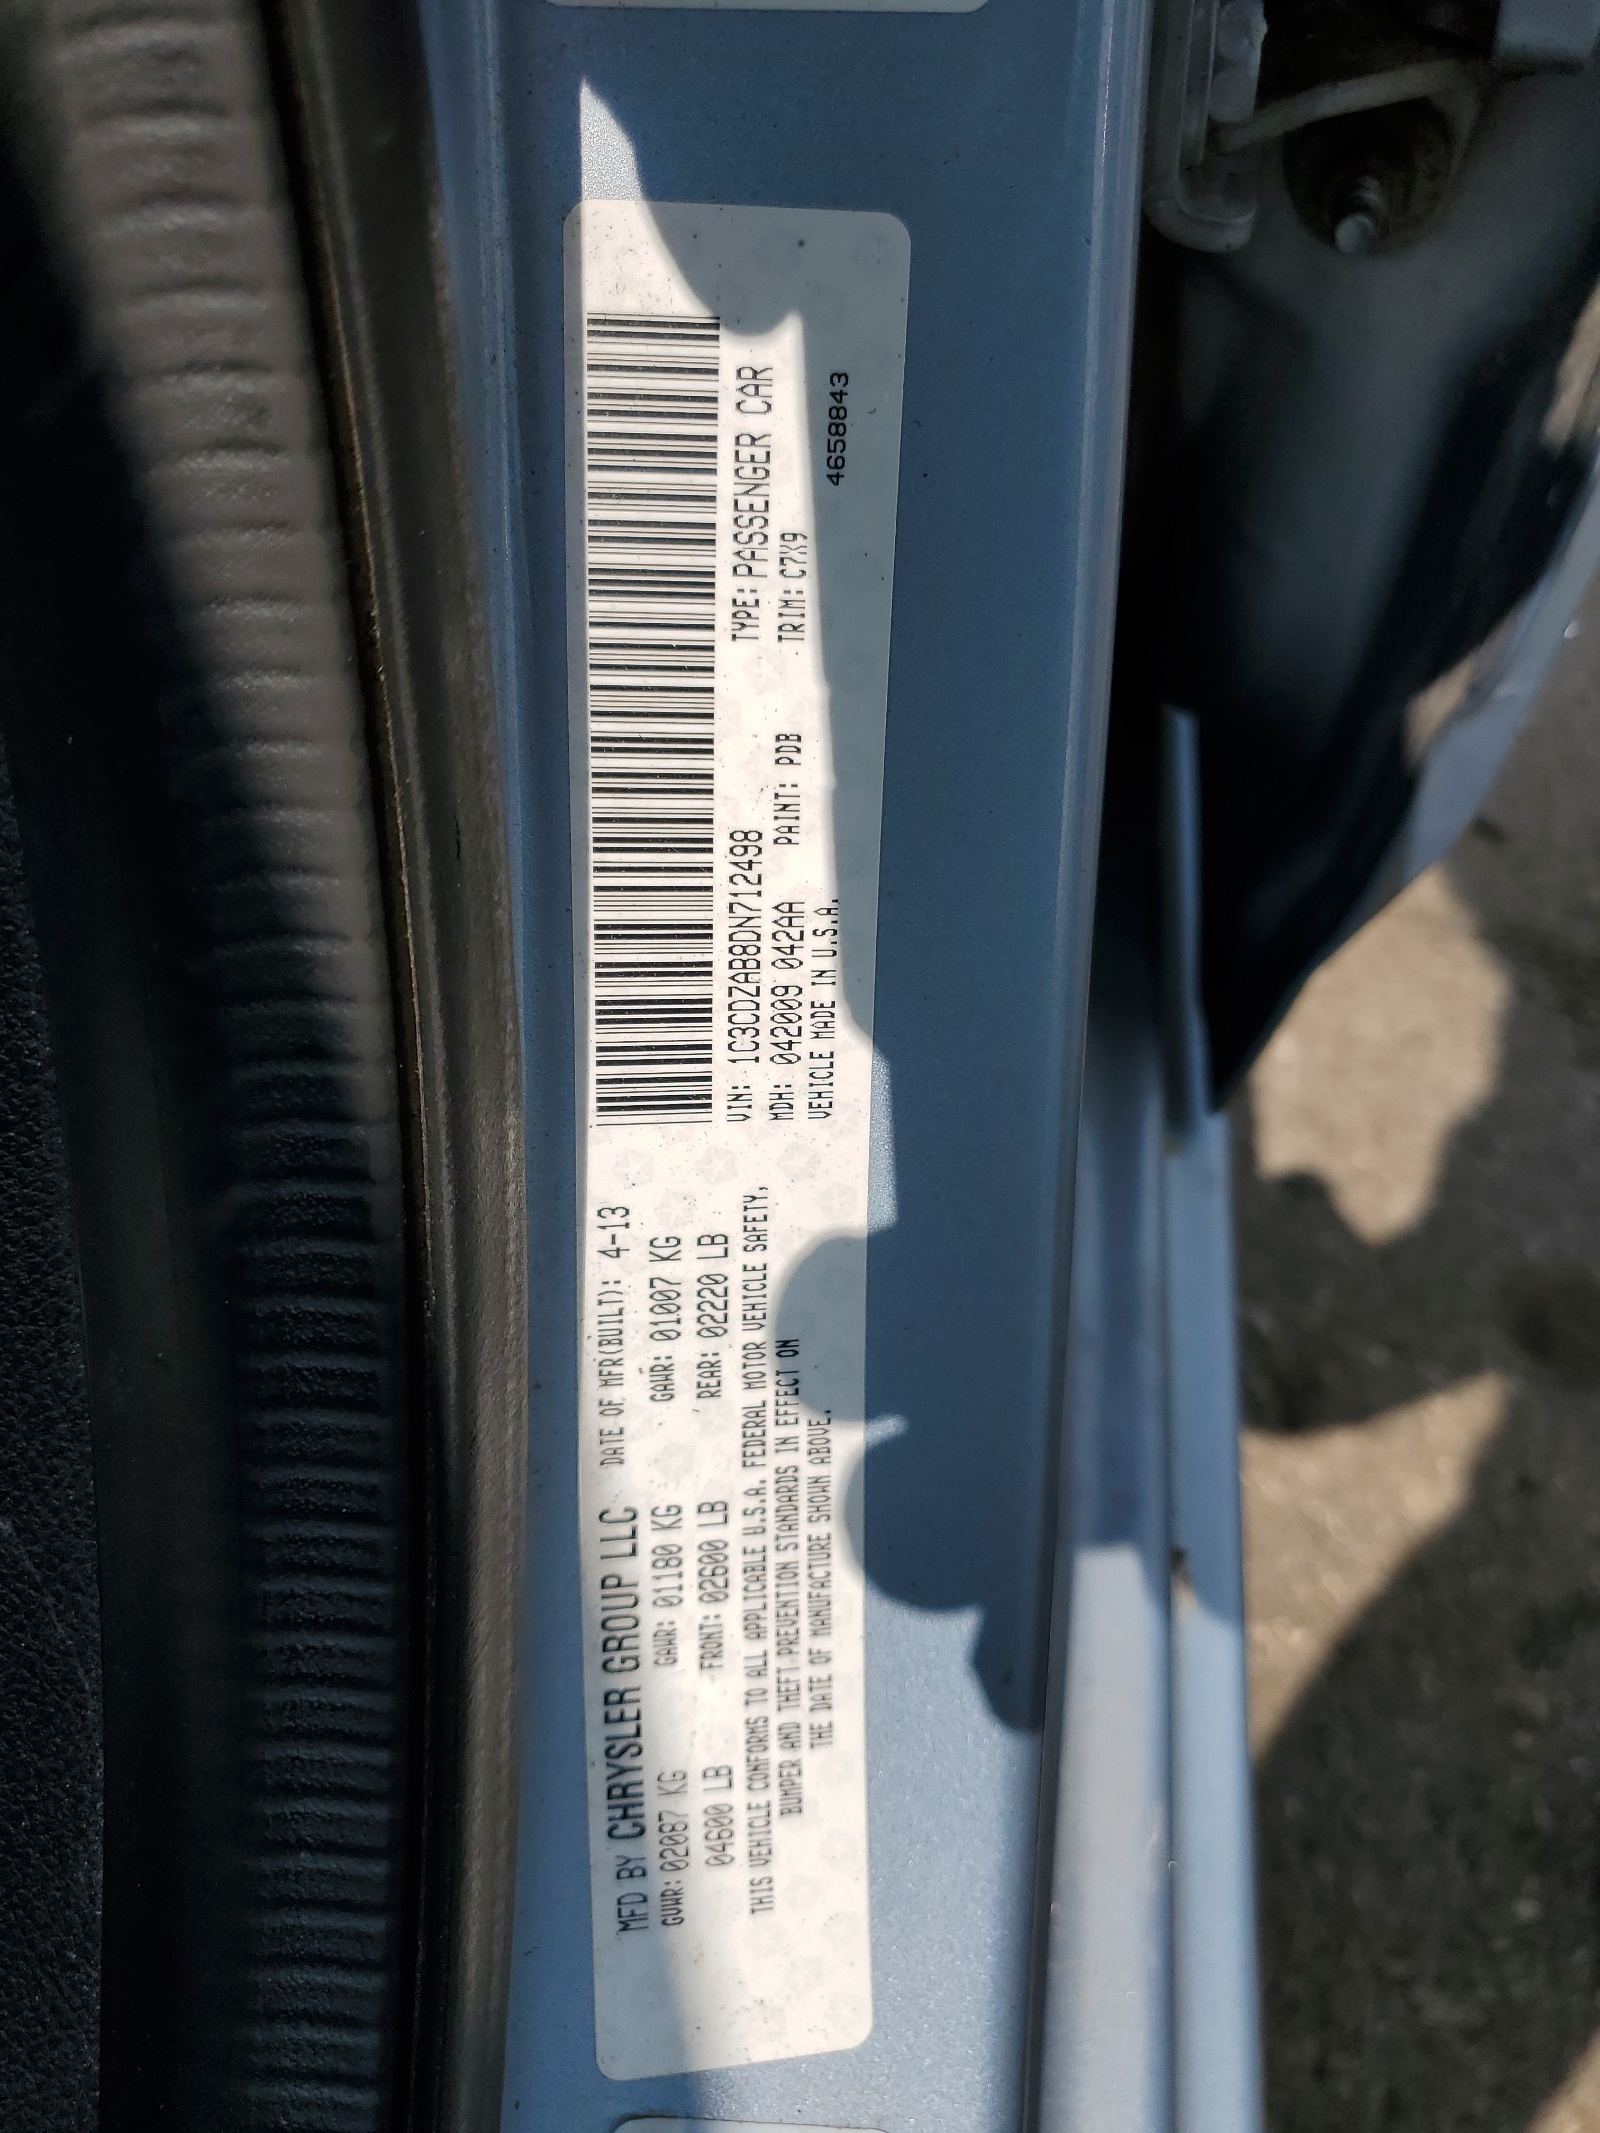 MFD BY CHRYSLER GROUP LLC DATE OF MFR(BUILT): 4-13
GVWR: 02087 KG GAWR: 01180 KG GAWR: 01007 KG
04600 LB FRONT: 02600 LB REAR: 02220 LB
THIS VEHICLE CONFORMS TO ALL APPLICABLE U.S.A. FEDERAL MOTOR VEHICLE SAFETY,
BUMPER AND THEFT PREVENTION STANDARDS IN EFFECT ON
THE DATE OF MANUFACTURE SHOWN ABOVE.
VIN: 1C3CDZAB8DN712498 TYPE: PASSENGER CAR
MDH: 042009 042AA PAINT: PDB TRIM: C7X9
VEHICLE MADE IN U.S.A.
4658843